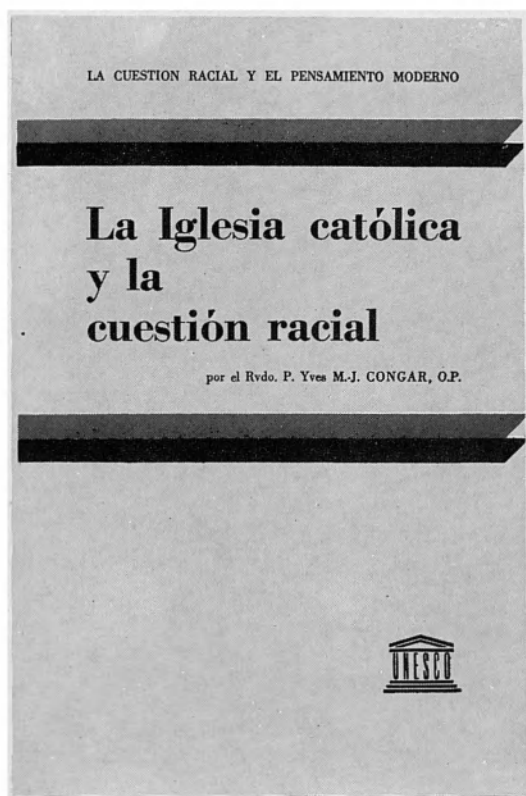 LA CUESTION RACIAL Y EL PENSAMIENTO MODERNO
La Iglesia católica
y la
cuestión racial
por el Rvdo. P. Yves M.-J. CONGAR, O.P.
UNESCO